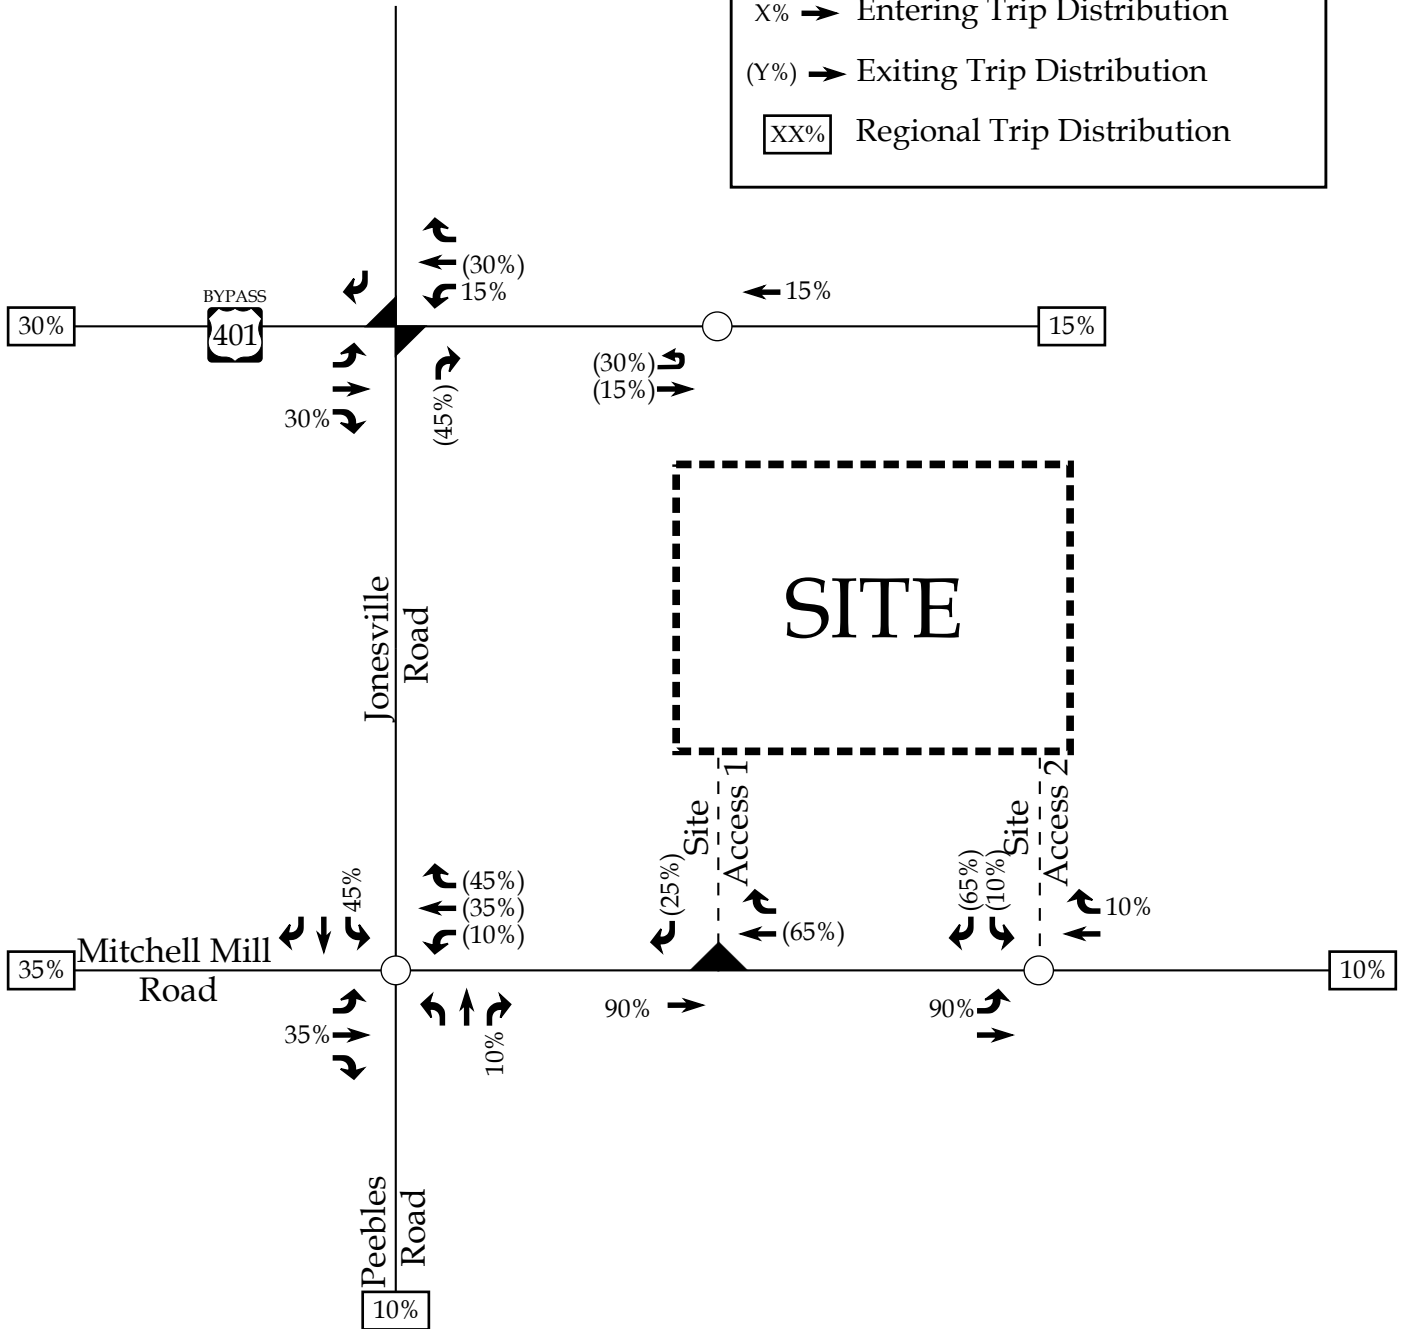 X% Entering Trip Distribution
(Y%) Exiting Trip Distribution
XX% Regional Trip Distribution
(30%)
15%
BYPASS
401
30%
15%
15%
30%
(45%)
(30%)
(15%)
SITE
Jonesville
Road
Site
Access 1
Site
Access 2
45%
(45%)
(35%)
(10%)
(25%)
(65%)
(65%)
(10%)
10%
35%
Mitchell Mill
Road
10%
35%
10%
90%
90%
Peebles
Road
10%